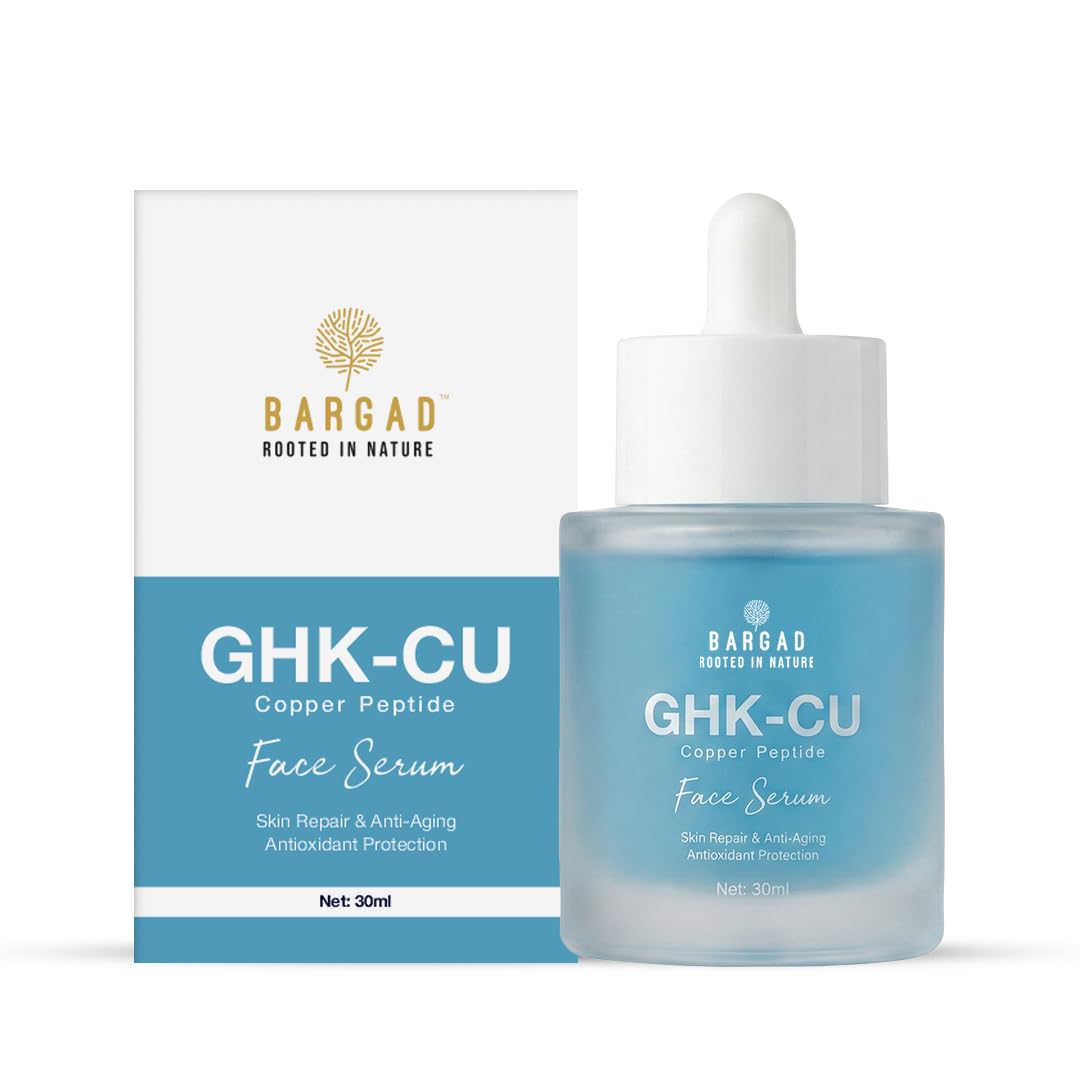 BARGAD™
ROOTED IN NATURE
GHK-CU
Copper Peptide
Face Serum
Skin Repair & Anti-Aging
Antioxidant Protection
Net: 30ml
BARGAD
ROOTED IN NATURE
GHK-CU
Copper Peptide
Face Serum
Skin Repair & Anti-Aging
Antioxidant Protection
Net: 30ml